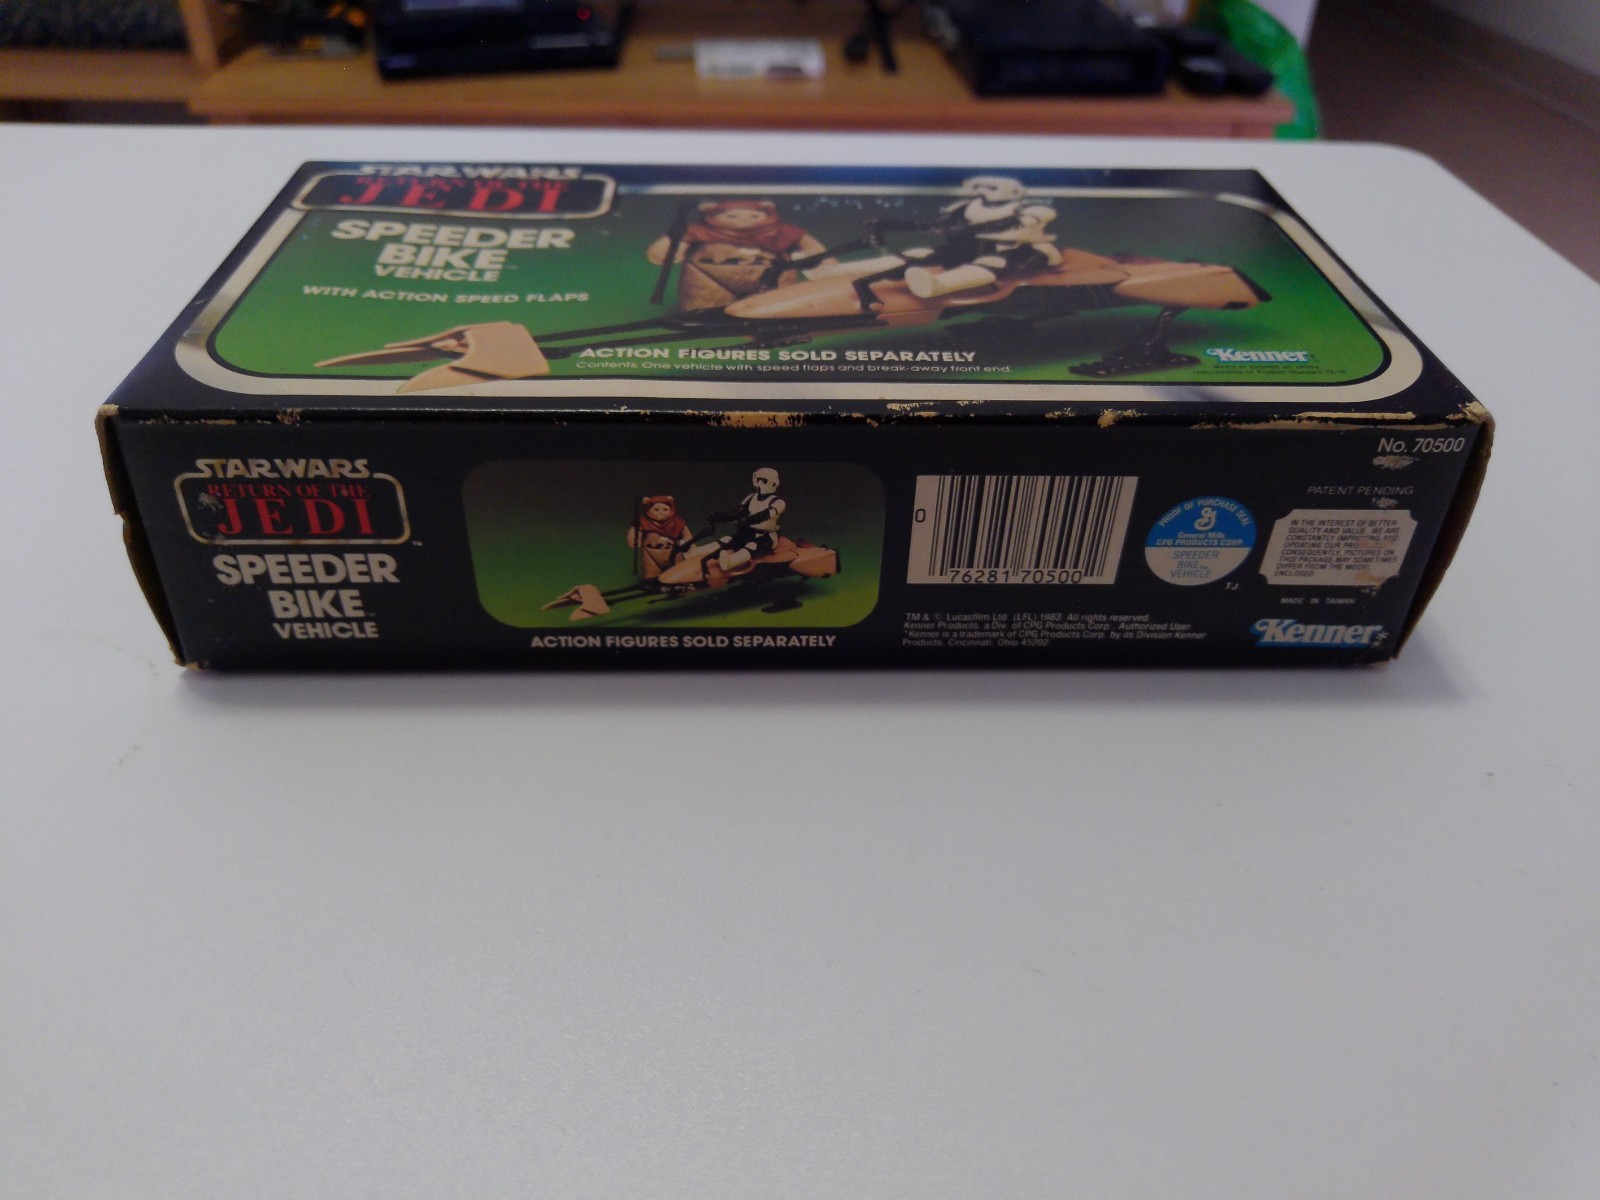 STAR WARS
RETURN OF THE
JEDI
SPEEDER
BIKE™
VEHICLE
WITH ACTION SPEED FLAPS
ACTION FIGURES SOLD SEPARATELY
Contents: One vehicle with speed flaps and break-away front end.
Kenner
STAR WARS
RETURN OF THE
JEDI™
SPEEDER
BIKE™
VEHICLE
ACTION FIGURES SOLD SEPARATELY
0
76281 70500
TM & © Lucasfilm Ltd. (LFL) 1983. All rights reserved.
Kenner Products, a Div. of CPG Products Corp., Authorized User.
*Kenner is a trademark of CPG Products Corp. by its Division Kenner
Products, Cincinnati, Ohio 45202.
PROOF OF PURCHASE SEAL
G
General Mills
CPG PRODUCTS CORP.
SPEEDER
BIKE™
VEHICLE
TJ
No. 70500
PATENT PENDING
IN THE INTEREST OF BETTER
QUALITY AND VALUE, WE ARE
CONSTANTLY IMPROVING AND
UPDATING OUR
CONSEQUENTLY, PICTURES ON
THIS PACKAGE MAY SOMETIMES
DIFFER FROM THE MODEL
ENCLOSED
MADE IN TAIWAN
Kenner*